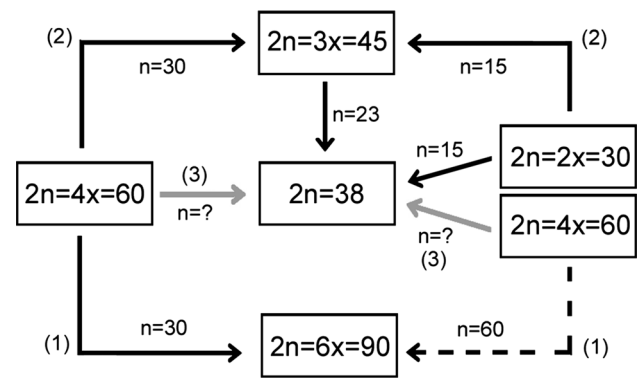 (2)
2n=3x=45
(2)
n=30
n=15
n=23
n=15
2n=2x=30
2n=4x=60
(3)
n=?
2n=38
2n=4x=60
n=?
(3)
n=30
n=60
(1)
2n=6x=90
(1)